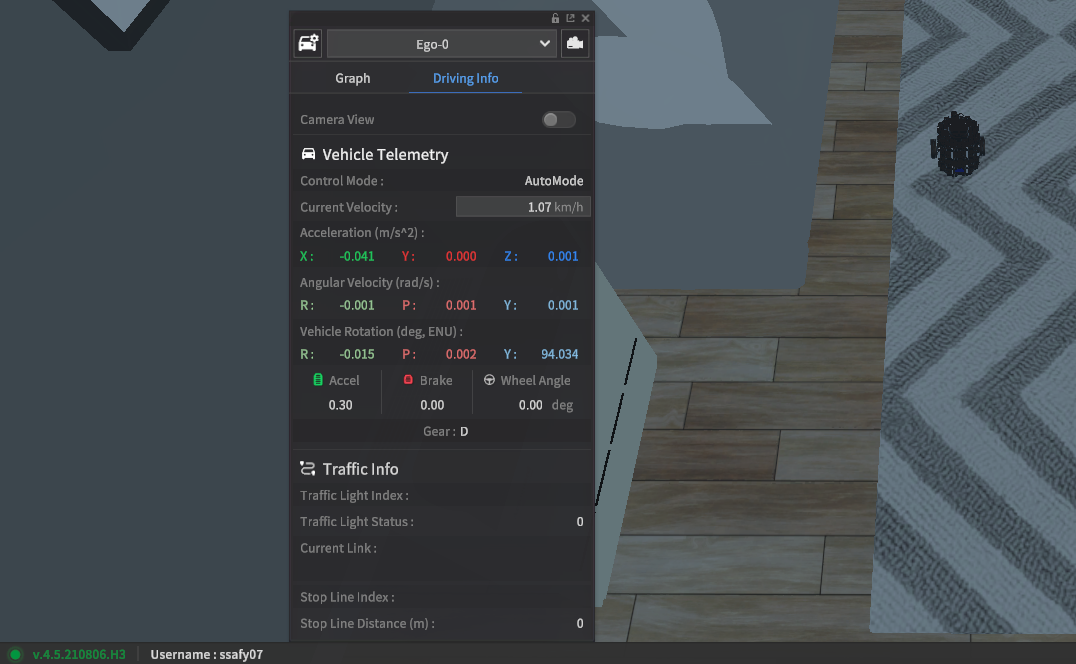 Ego-0
Graph Driving Info
Camera View
Vehicle Telemetry
Control Mode : AutoMode
Current Velocity : 1.07 km/h
Acceleration (m/s^2) :
X : -0.041 Y : 0.000 Z : 0.001
Angular Velocity (rad/s) :
R : -0.001 P : 0.001 Y : 0.001
Vehicle Rotation (deg, ENU) :
R : -0.015 P : 0.002 Y : 94.034
Accel Brake Wheel Angle
0.30 0.00 0.00 deg
Gear : D
Traffic Info
Traffic Light Index :
Traffic Light Status : 0
Current Link :
Stop Line Index :
Stop Line Distance (m) : 0
v.4.5.210806.H3 Username : ssafy07